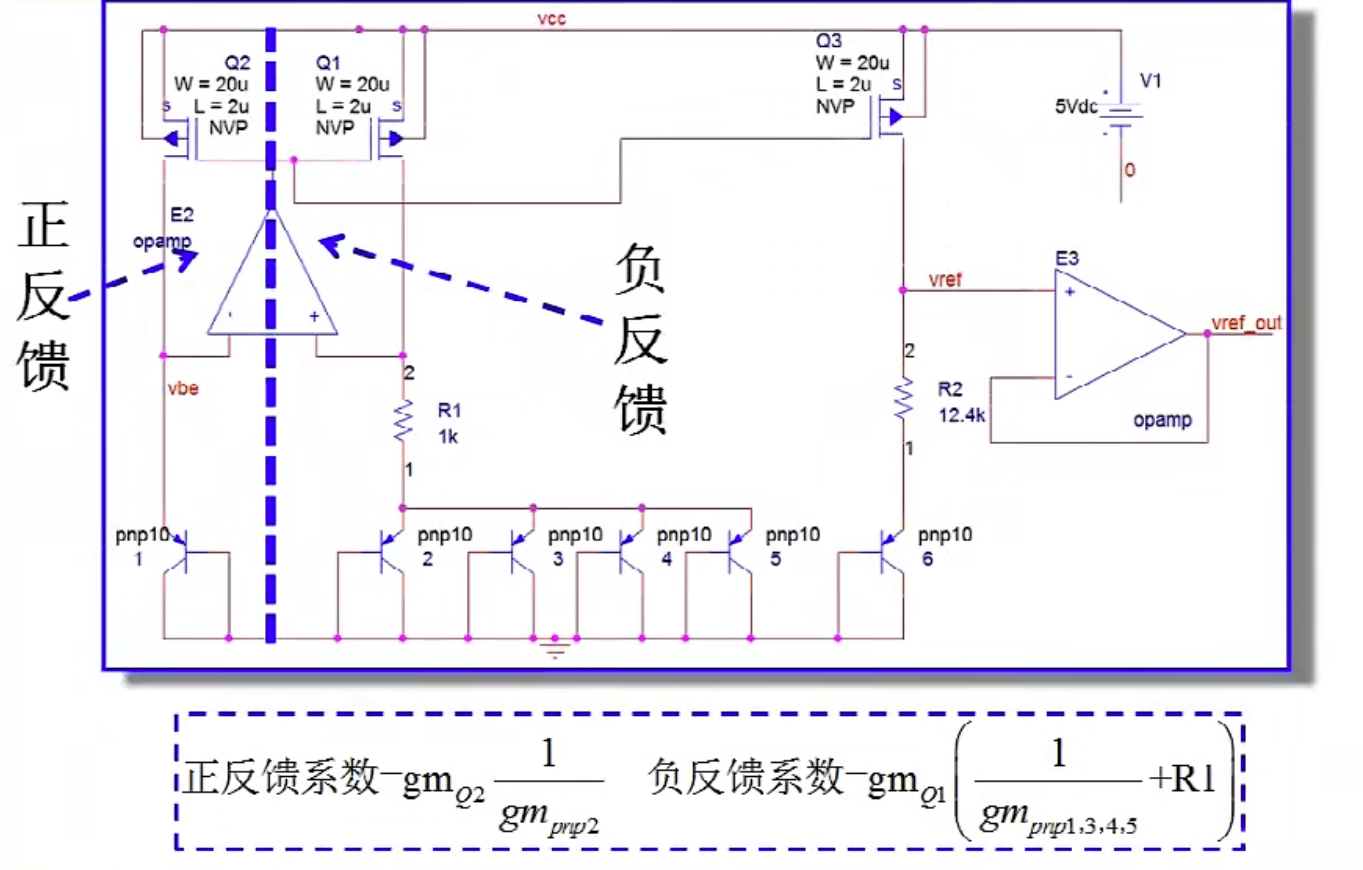 vcc
Q2
W = 20u
L = 2u
NVP
s
Q1
W = 20u
L = 2u
NVP
s
Q3
W = 20u
L = 2u
NVP
s
V1
5Vdc
0
正反馈
E2
opamp
-
+
负反馈
vbe
2
R1
1k
1
vref
2
R2
12.4k
1
E3
+
-
opamp
vref_out
pnp10
1
pnp10
2
pnp10
3
pnp10
4
pnp10
5
pnp10
6
正反馈系数-gm_{Q2} \frac{1}{gm_{pnp2}} 负反馈系数-gm_{Q1} \left( \frac{1}{gm_{pnp1,3,4,5}} +R1 \right)